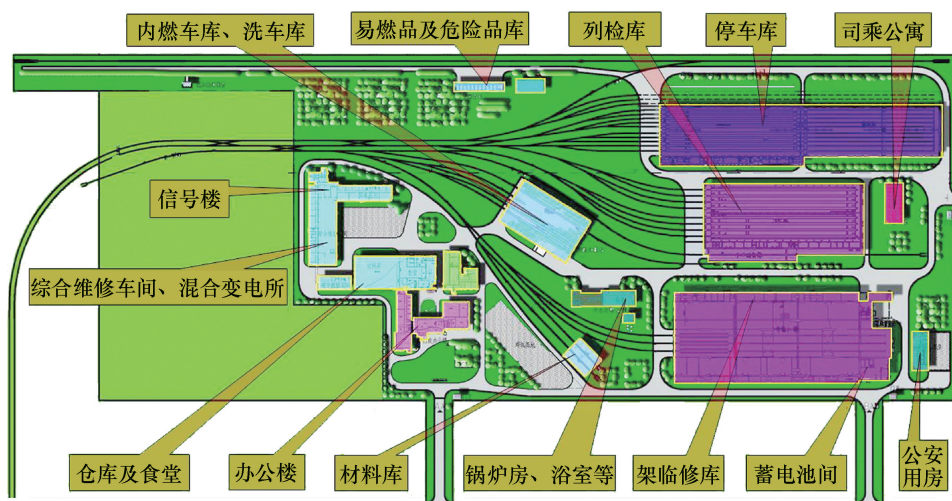 内燃车库、洗车库
易燃品及危险品库
列检库
停车库
司乘公寓
信号楼
综合维修车间、混合变电所
仓库及食堂
办公楼
材料库
锅炉房、浴室等
架临修库
蓄电池间
公安
用房